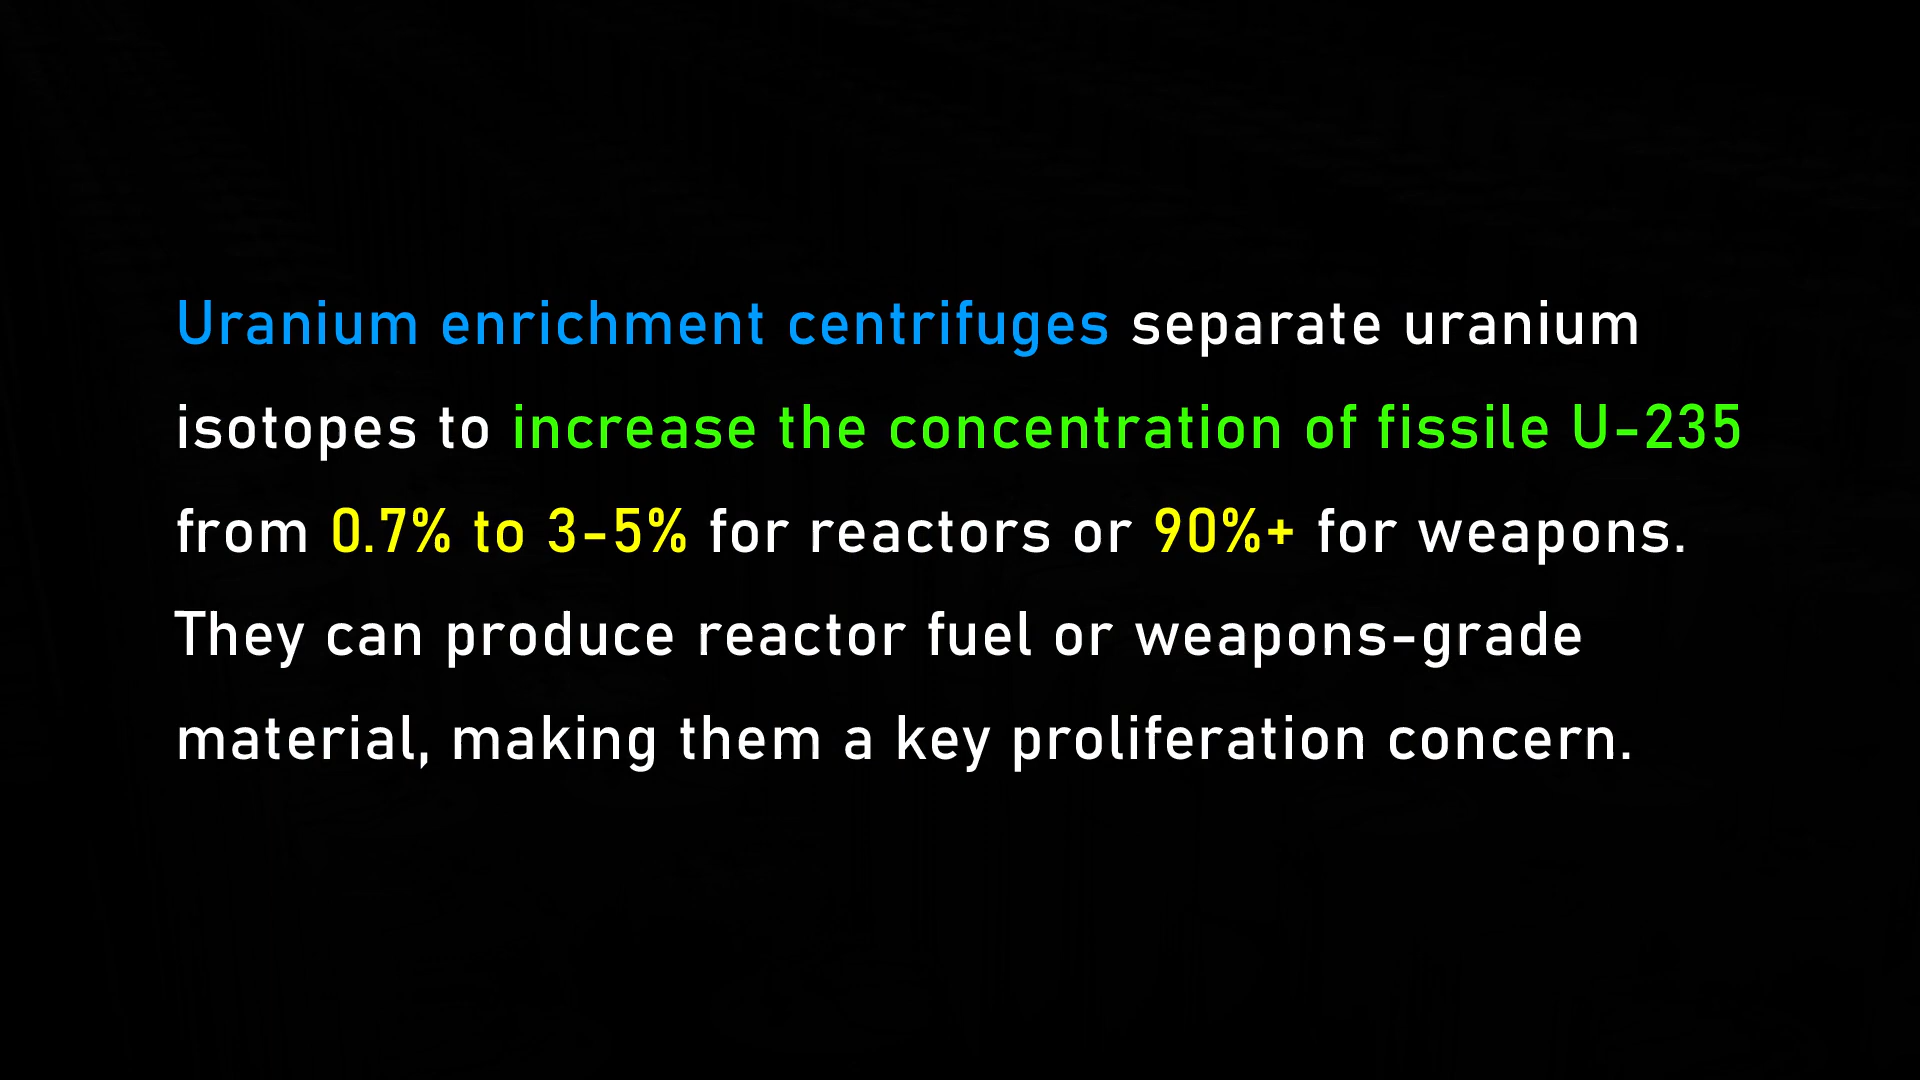 Uranium enrichment centrifuges separate uranium
isotopes to increase the concentration of fissile U-235
from 0.7% to 3-5% for reactors or 90%+ for weapons.
They can produce reactor fuel or weapons-grade
material, making them a key proliferation concern.